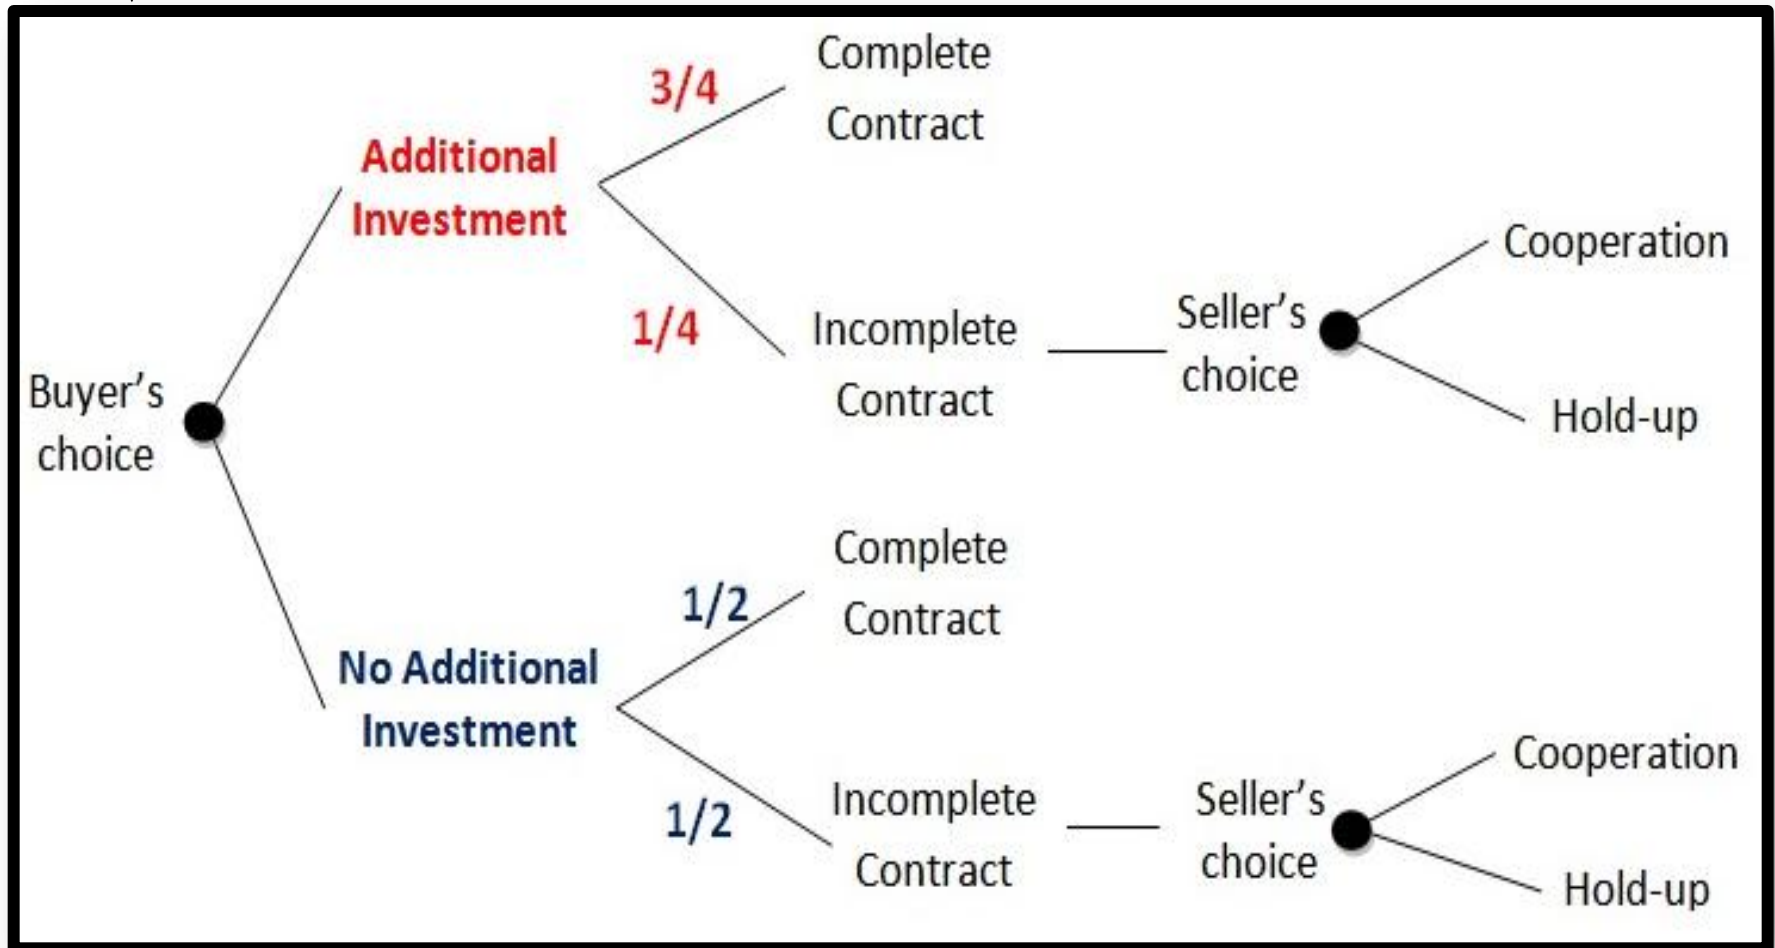 Buyer's
choice
Additional
Investment
3/4
Complete
Contract
1/4
Incomplete
Contract
Seller's
choice
Cooperation
Hold-up
No Additional
Investment
1/2
Complete
Contract
1/2
Incomplete
Contract
Seller's
choice
Cooperation
Hold-up